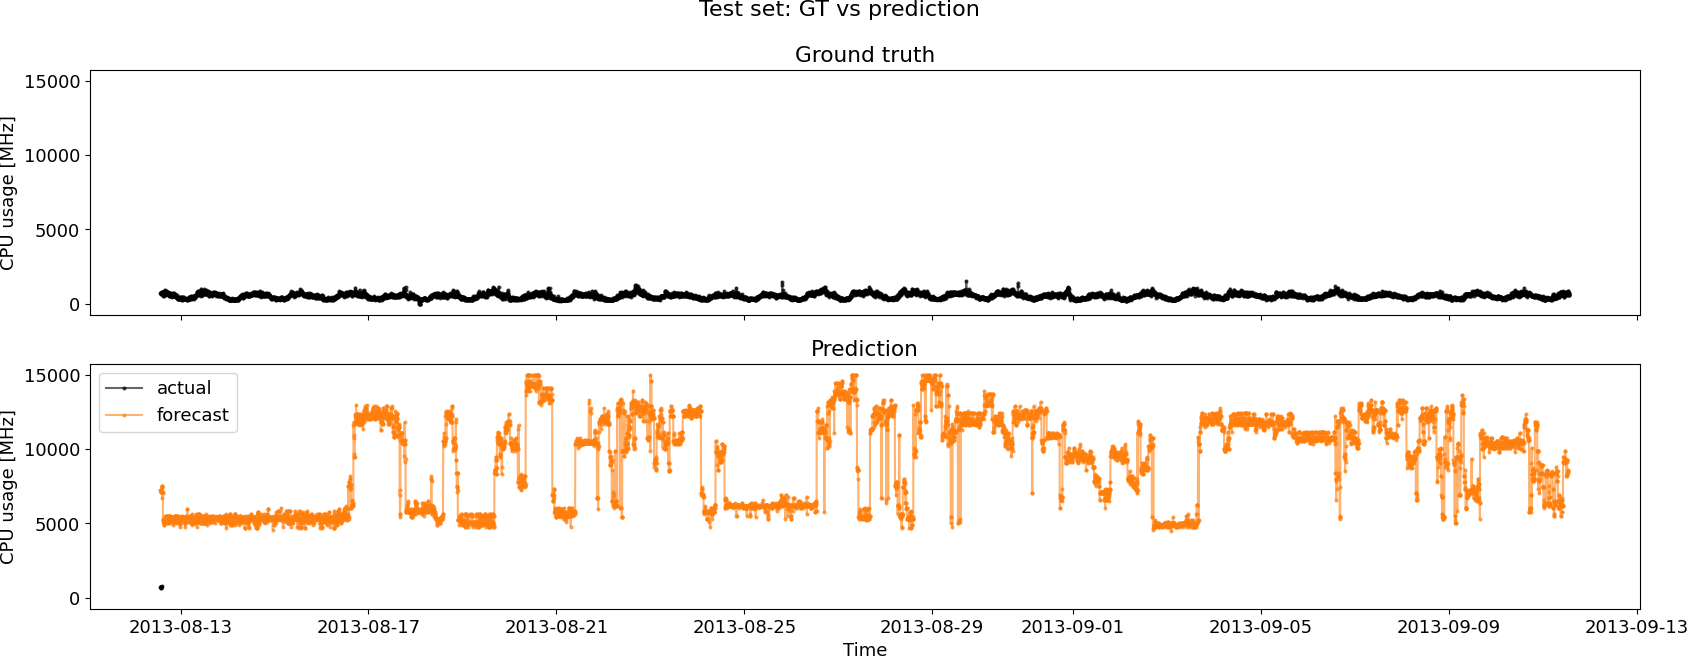 Test set: GT vs prediction
Ground truth
CPU usage [MHz]
15000
10000
5000
0
Prediction
CPU usage [MHz]
15000
10000
5000
0
actual
forecast
2013-08-13 2013-08-17 2013-08-21 2013-08-25 2013-08-29 2013-09-01 2013-09-05 2013-09-09 2013-09-13
Time